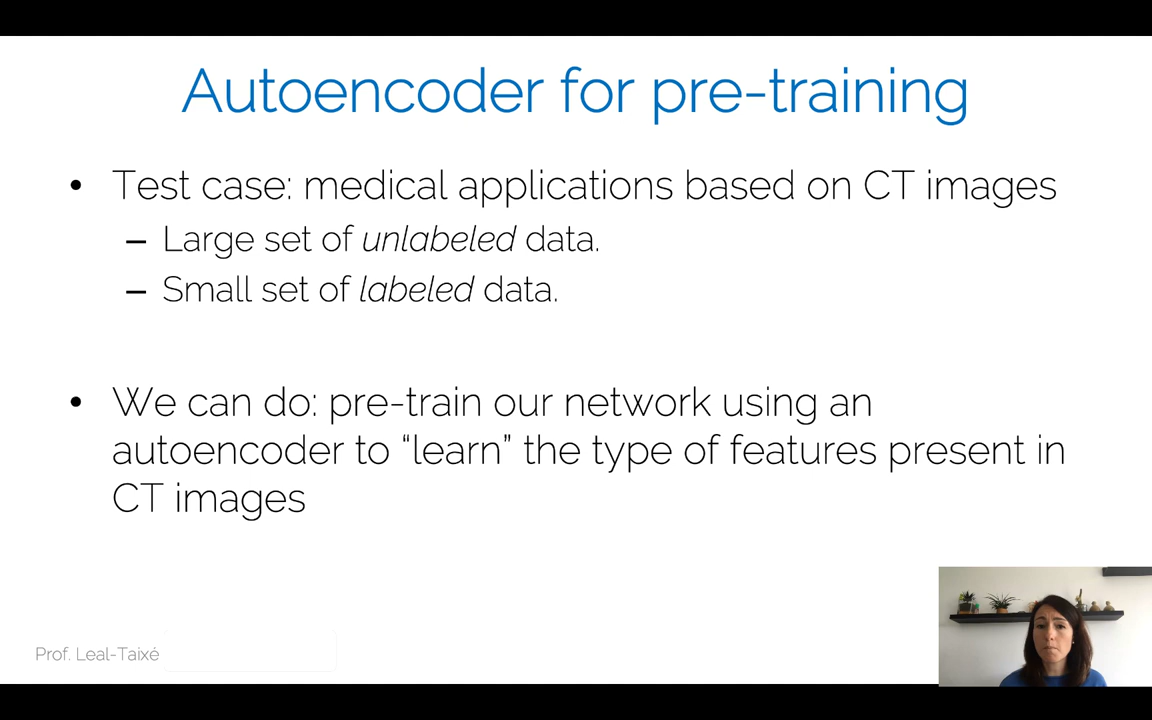 Autoencoder for pre-training
• Test case: medical applications based on CT images
– Large set of unlabeled data.
– Small set of labeled data.
• We can do: pre-train our network using an
autoencoder to “learn” the type of features present in
CT images
Prof. Leal-Taixé